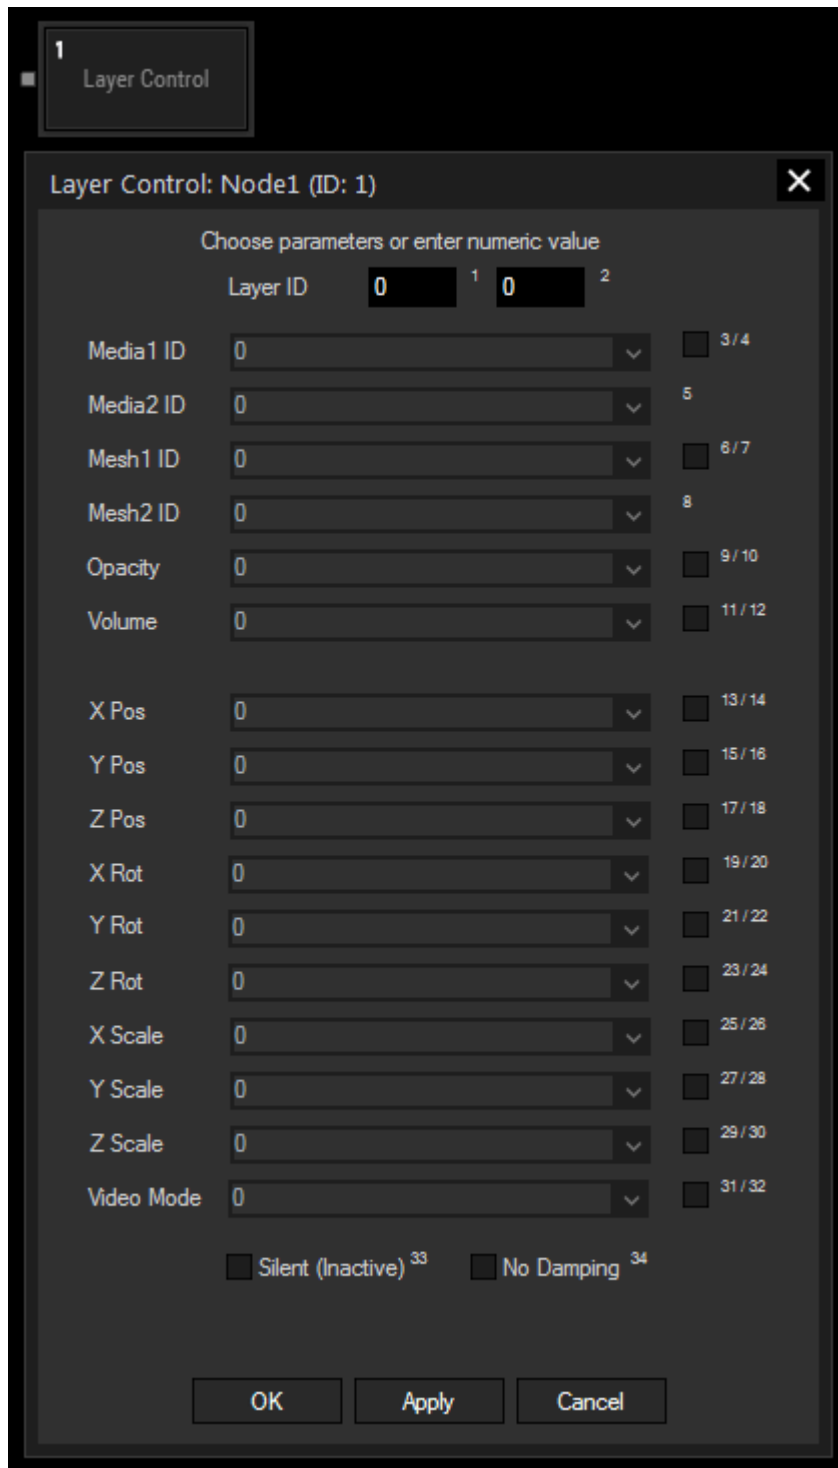 1
Layer Control
Layer Control: Node1 (ID: 1)
Choose parameters or enter numeric value
Layer ID 0 1 0 2
Media1 ID 0 3 / 4
Media2 ID 0 5
Mesh1 ID 0 6 / 7
Mesh2 ID 0 8
Opacity 0 9 / 10
Volume 0 11 / 12
X Pos 0 13 / 14
Y Pos 0 15 / 16
Z Pos 0 17 / 18
X Rot 0 19 / 20
Y Rot 0 21 / 22
Z Rot 0 23 / 24
X Scale 0 25 / 26
Y Scale 0 27 / 28
Z Scale 0 29 / 30
Video Mode 0 31 / 32
Silent (Inactive) 33 No Damping 34
OK Apply Cancel